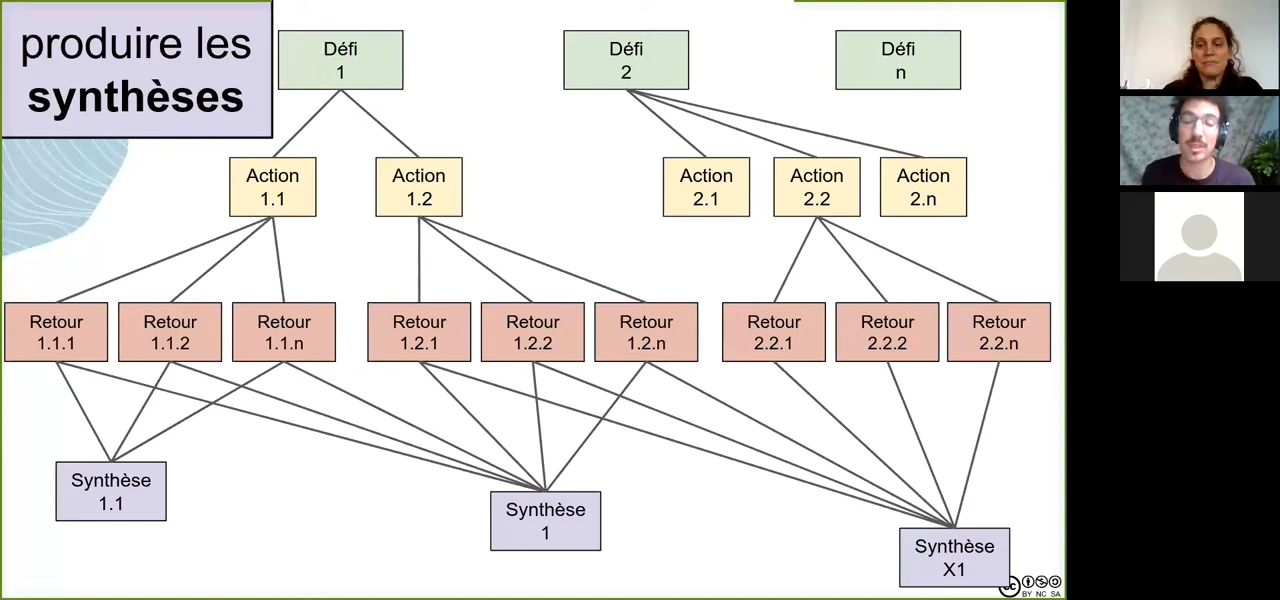 produire les
synthèses
Défi
1
Défi
2
Défi
n
Action
1.1
Action
1.2
Action
2.1
Action
2.2
Action
2.n
Retour
1.1.1
Retour
1.1.2
Retour
1.1.n
Retour
1.2.1
Retour
1.2.2
Retour
1.2.n
Retour
2.2.1
Retour
2.2.2
Retour
2.2.n
Synthèse
1.1
Synthèse
1
Synthèse
X1
cc
BY NC SA